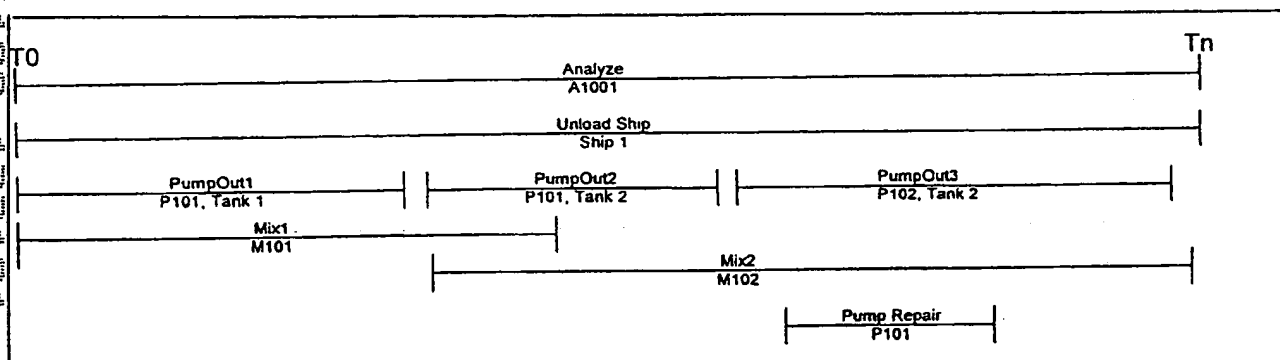 T0
Tn
Analyze
A1001
Unload Ship
Ship 1
PumpOut1
P101, Tank 1
PumpOut2
P101, Tank 2
PumpOut3
P102, Tank 2
Mix1
M101
Mix2
M102
Pump Repair
P101